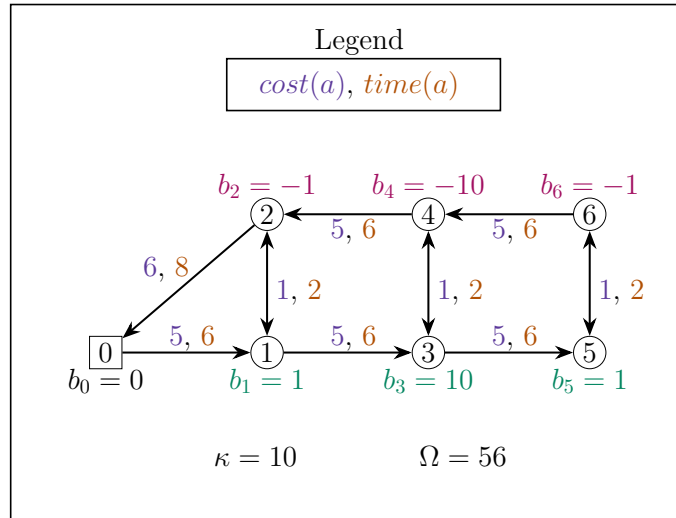 Legend
cost(a), time(a)
b₂ = −1 b₄ = −10 b₆ = −1
2 4 6
5, 6 5, 6
6, 8
1, 2 1, 2 1, 2
5, 6 5, 6 5, 6
0 1 3 5
b₀ = 0 b₁ = 1 b₃ = 10 b₅ = 1
κ = 10 Ω = 56